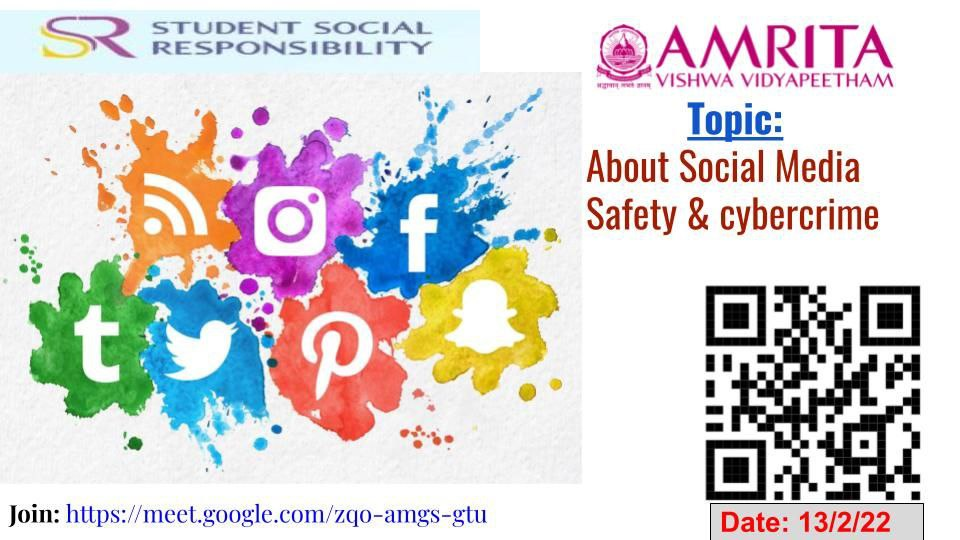 STUDENT SOCIAL
RESPONSIBILITY
AMRITA
VISHWA VIDYAPEETHAM
Topic:
About Social Media
Safety & cybercrime
Join: https://meet.google.com/zqo-amgs-gtu
Date: 13/2/22